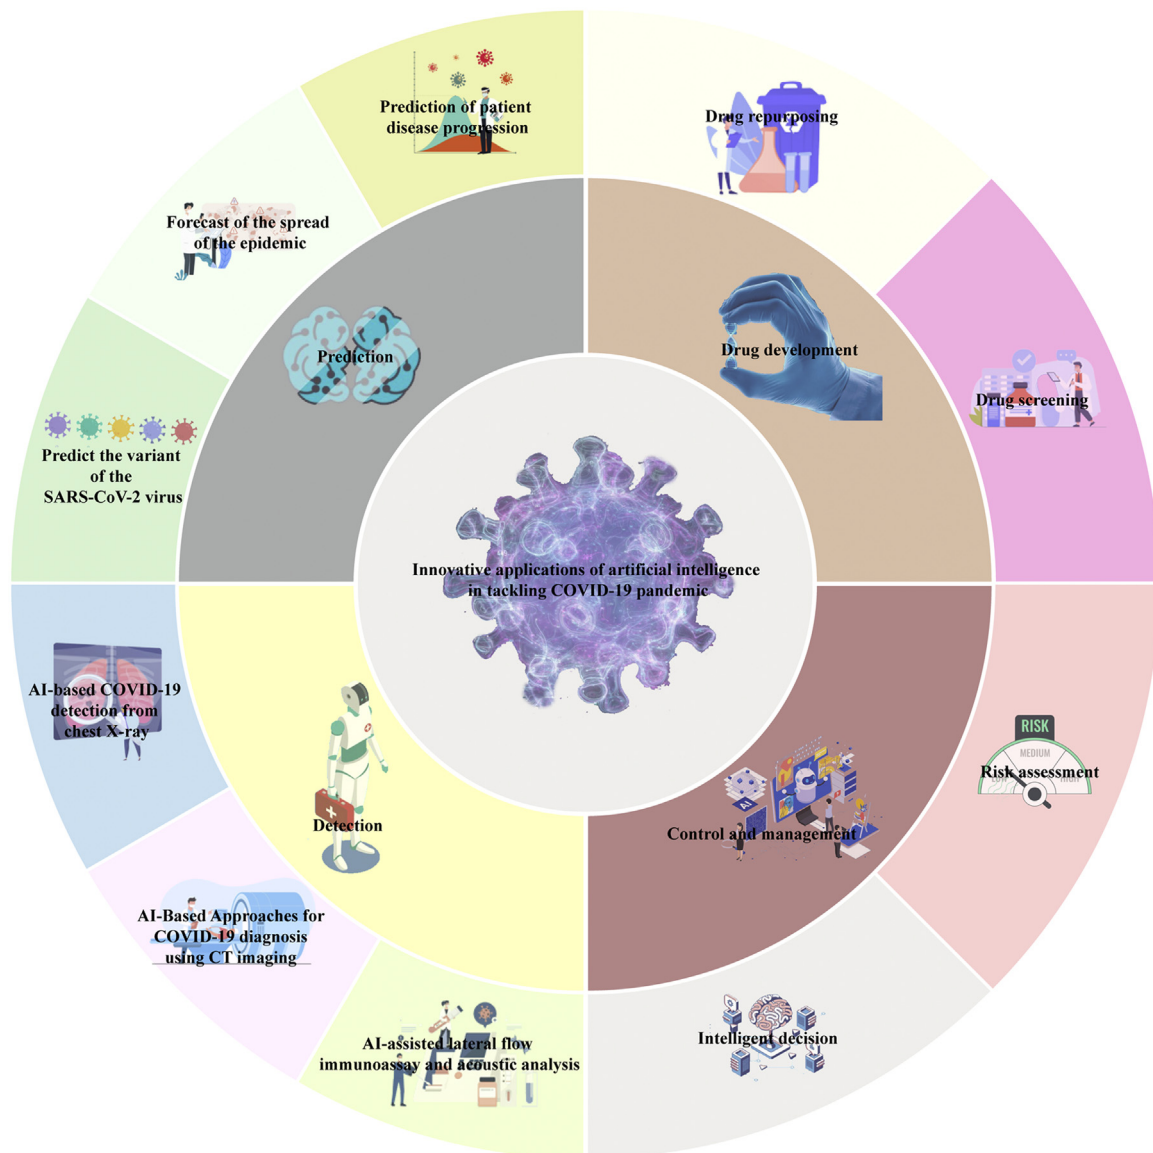 Prediction of patient
disease progression
Drug repurposing
Forecast of the spread
of the epidemic
Prediction
Drug development
Drug screening
Predict the variant
of the
SARS-CoV-2 virus
Innovative applications of artificial intelligence
in tackling COVID-19 pandemic
AI-based COVID-19
detection from
chest X-ray
RISK
MEDIUM
LOW
HIGH
Risk assessment
Detection
AI
Control and management
AI-Based Approaches for
COVID-19 diagnosis
using CT imaging
AI-assisted lateral flow
immunoassay and acoustic analysis
Intelligent decision